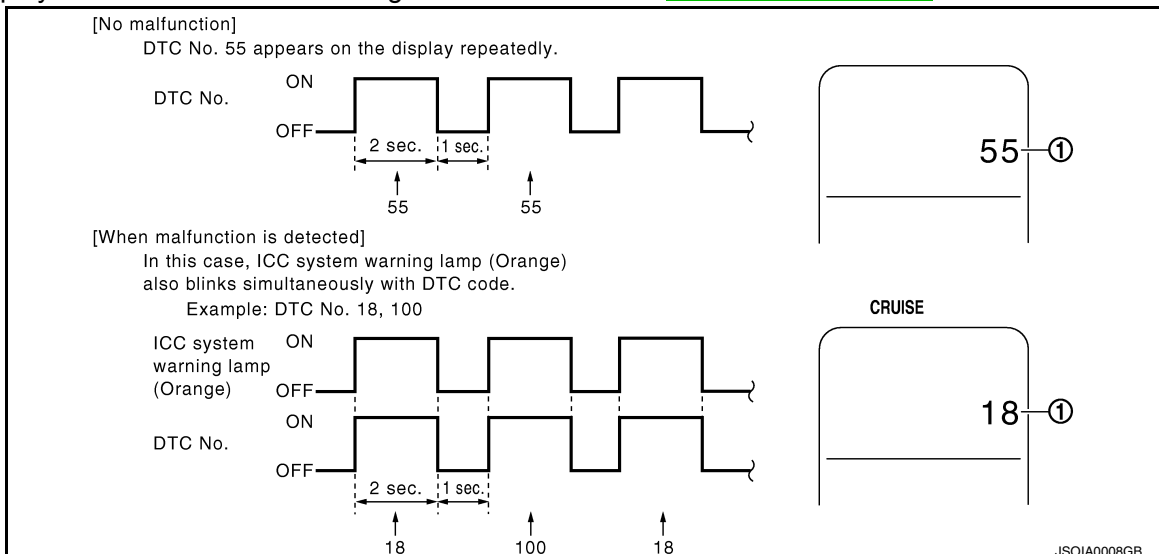 [No malfunction]
DTC No. 55 appears on the display repeatedly.
DTC No.
ON
OFF
2 sec.
1 sec.
55
55
55
①
[When malfunction is detected]
In this case, ICC system warning lamp (Orange)
also blinks simultaneously with DTC code.
Example: DTC No. 18, 100
ICC system
warning lamp
(Orange)
ON
OFF
DTC No.
ON
OFF
2 sec.
1 sec.
18
100
18
CRUISE
18
①
JSOIA0008GB